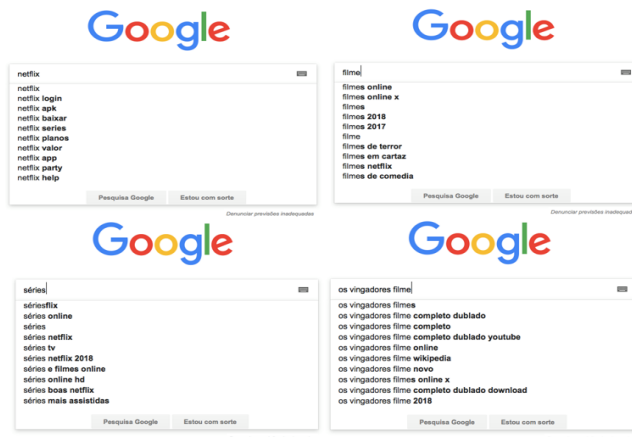 Google
netflix
netflix
netflix login
netflix apk
netflix baixar
netflix series
netflix planos
netflix valor
netflix app
netflix party
netflix help
Pesquisa Google Estou com sorte
Denunciar previsões inadequadas
Google
filme
filmes online
filmes online x
filmes
filmes 2018
filmes 2017
filme
filmes de terror
filmes em cartaz
filmes netflix
filmes de comedia
Pesquisa Google Estou com sorte
Denunciar previsões inadequad
Google
séries
sériesflix
séries online
séries
séries netflix
séries tv
séries netflix 2018
séries e filmes online
séries online hd
séries boas netflix
séries mais assistidas
Pesquisa Google Estou com sorte
Google
os vingadores filme
os vingadores filmes
os vingadores filme completo dublado
os vingadores filme completo
os vingadores filme completo dublado youtube
os vingadores filme online
os vingadores filme wikipedia
os vingadores filme novo
os vingadores filmes online x
os vingadores filme completo dublado download
os vingadores filme 2018
Pesquisa Google Estou com sorte